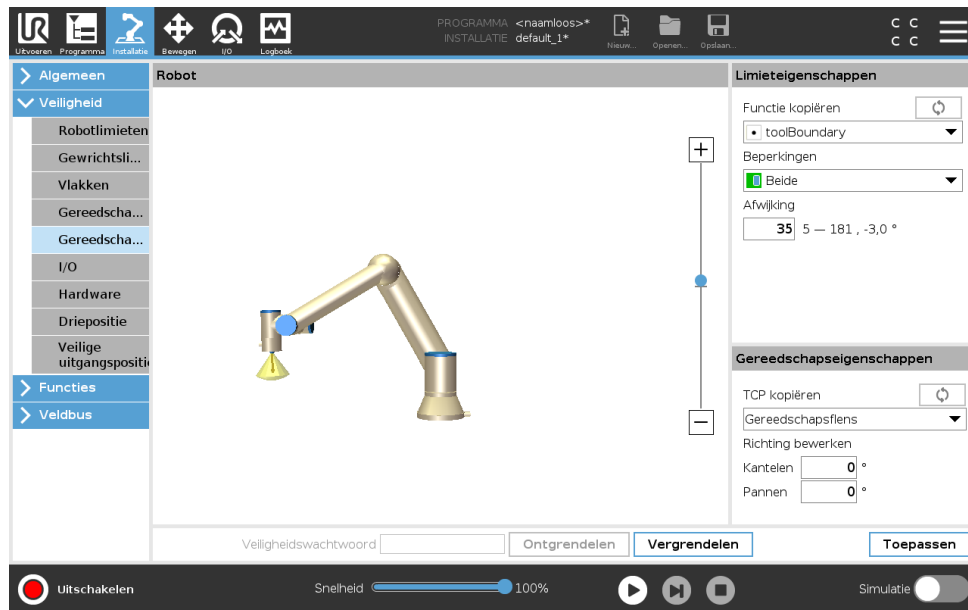 PROGRAMMA <naamloos>*
INSTALLATIE default_1*
Uitvoeren Programma Installatie Bewegen I/O Logboek
Nieuw... Openen... Opslaan...
C C
C C
Algemeen
Veiligheid
Robotlimieten
Gewrichtsli...
Vlakken
Gereedscha...
Gereedscha...
I/O
Hardware
Driepositie
Veilige
uitgangspositie
Functies
Veldbus
Robot
+
−
Limieteigenschappen
Functie kopiëren
toolBoundary
Beperkingen
Beide
Afwijking
35 5 — 181 , -3,0 °
Gereedschapseigenschappen
TCP kopiëren
Gereedschapsflens
Richting bewerken
Kantelen 0 °
Pannen 0 °
Veiligheidswachtwoord Ontgrendelen Vergrendelen Toepassen
Uitschakelen Snelheid 100% Simulatie